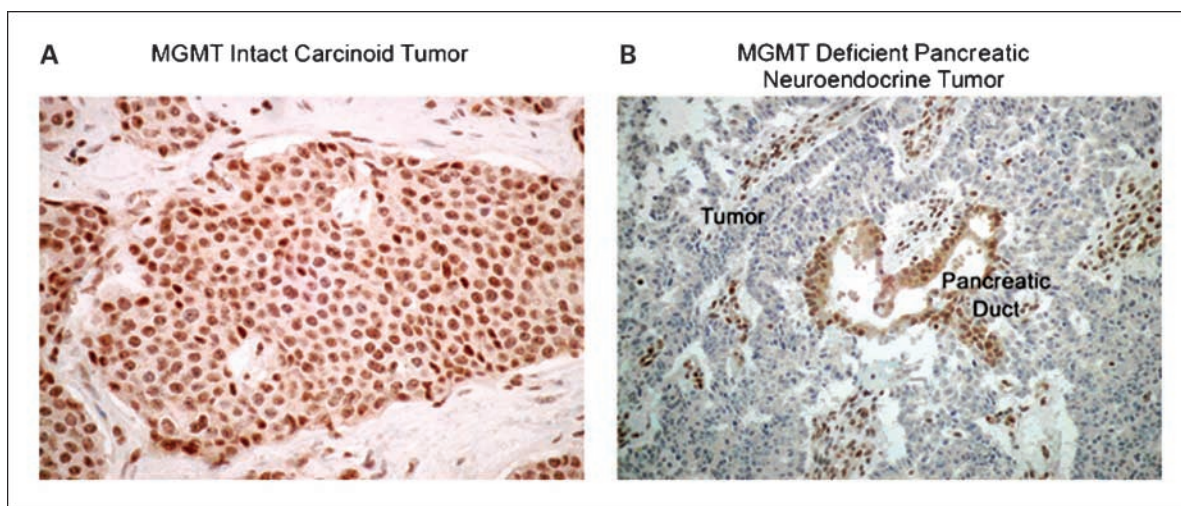 A
MGMT Intact Carcinoid Tumor
B
MGMT Deficient Pancreatic
Neuroendocrine Tumor
Tumor
Pancreatic
Duct